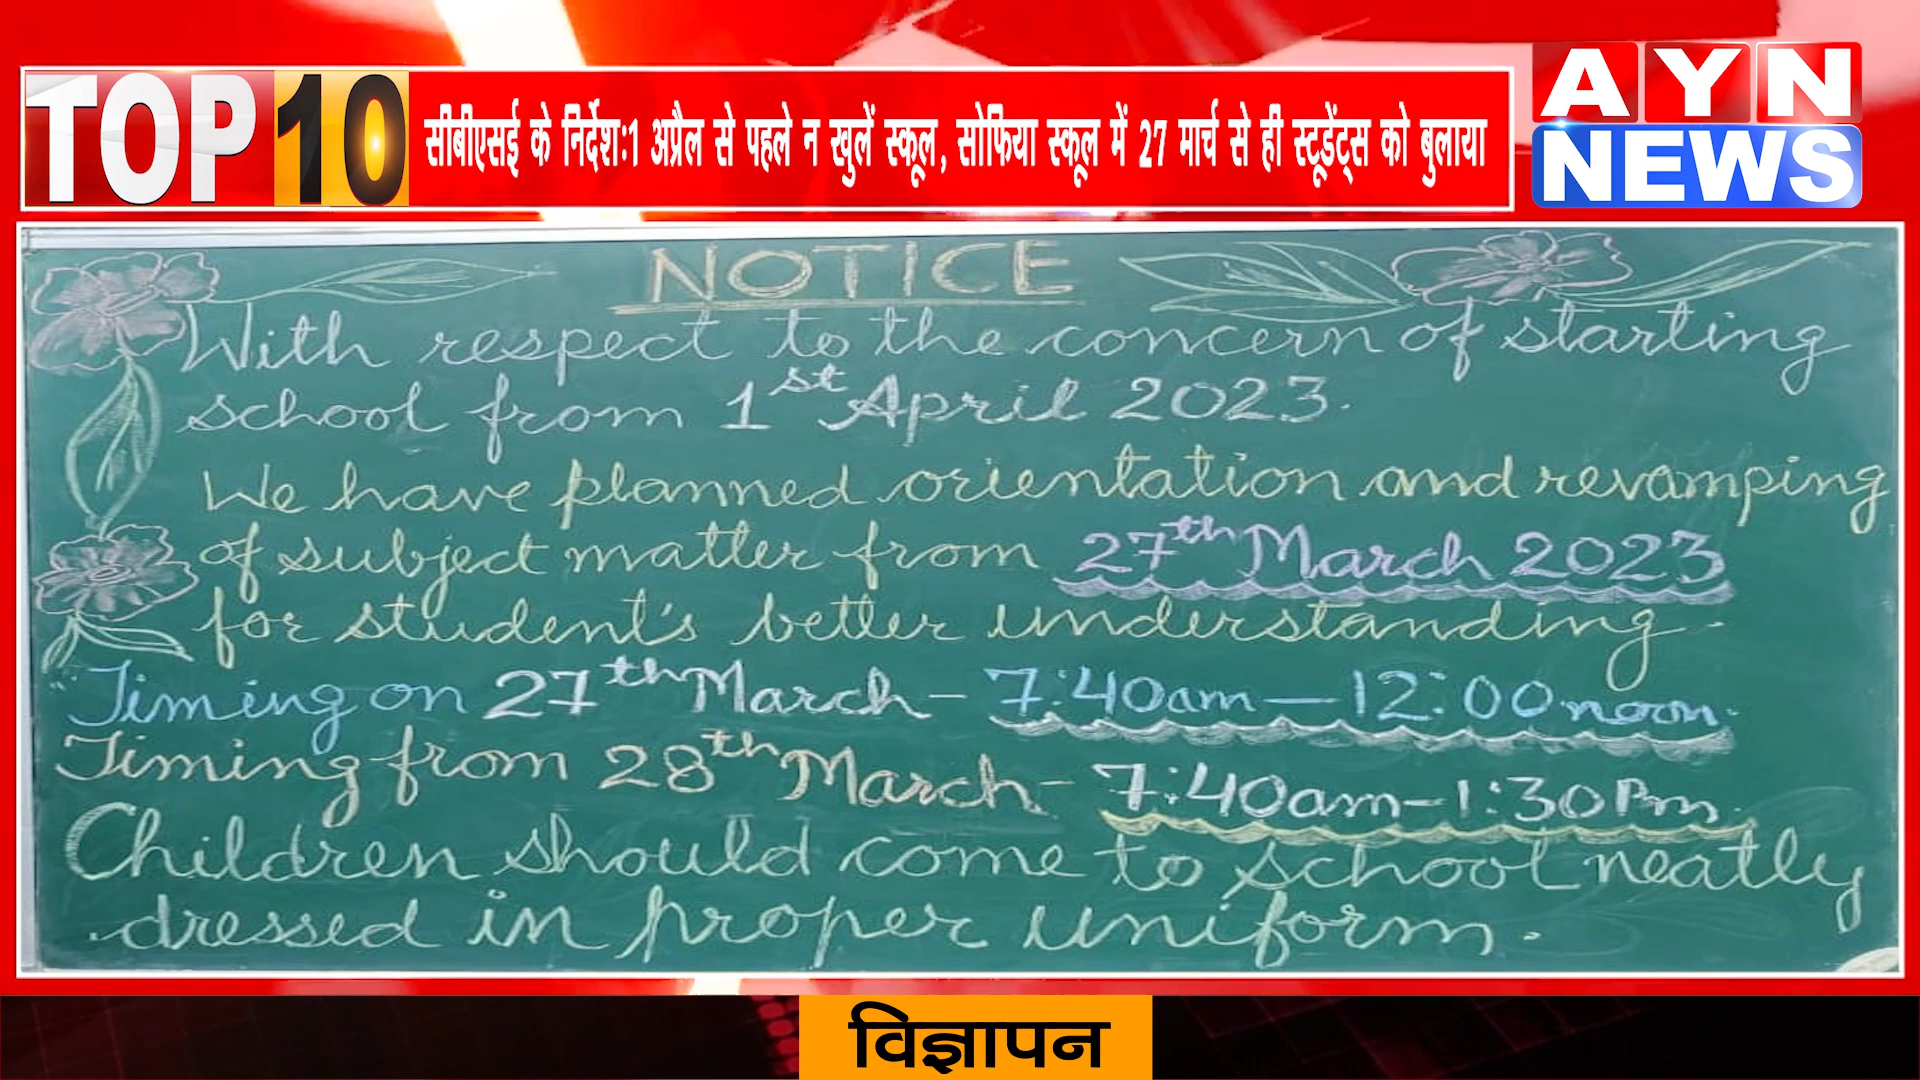 TOP 10
सीबीएसई के निर्देश:1 अप्रैल से पहले न खुलें स्कूल, सोफिया स्कूल में 27 मार्च से ही स्टूडेंट्स को बुलाया
AYN
NEWS
NOTICE
With respect to the concern of starting
school from 1st April 2023.
We have planned orientation and revamping
of subject matter from 27th March 2023
for student's better understanding.
Timing on 27th March - 7:40am - 12:00 noon.
Timing from 28th March - 7:40am - 1:30 Pm.
Children should come to school neatly
dressed in proper uniform.
विज्ञापन